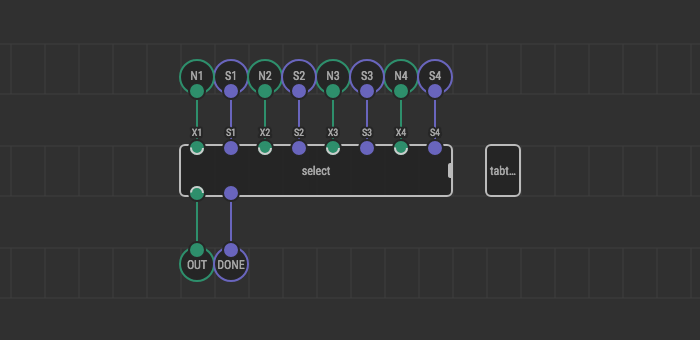 N1 S1 N2 S2 N3 S3 N4 S4
X1 S1 X2 S2 X3 S3 X4 S4
select tabt...
OUT DONE